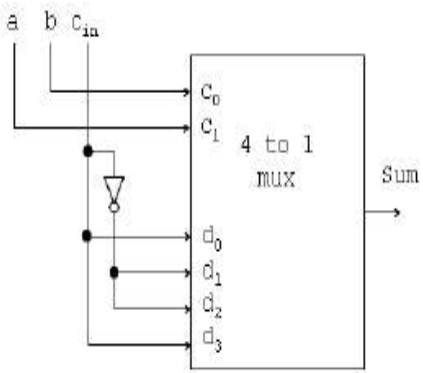 a b c_in
c_0
c_1
4 to 1
mux
Sum
d_0
d_1
d_2
d_3